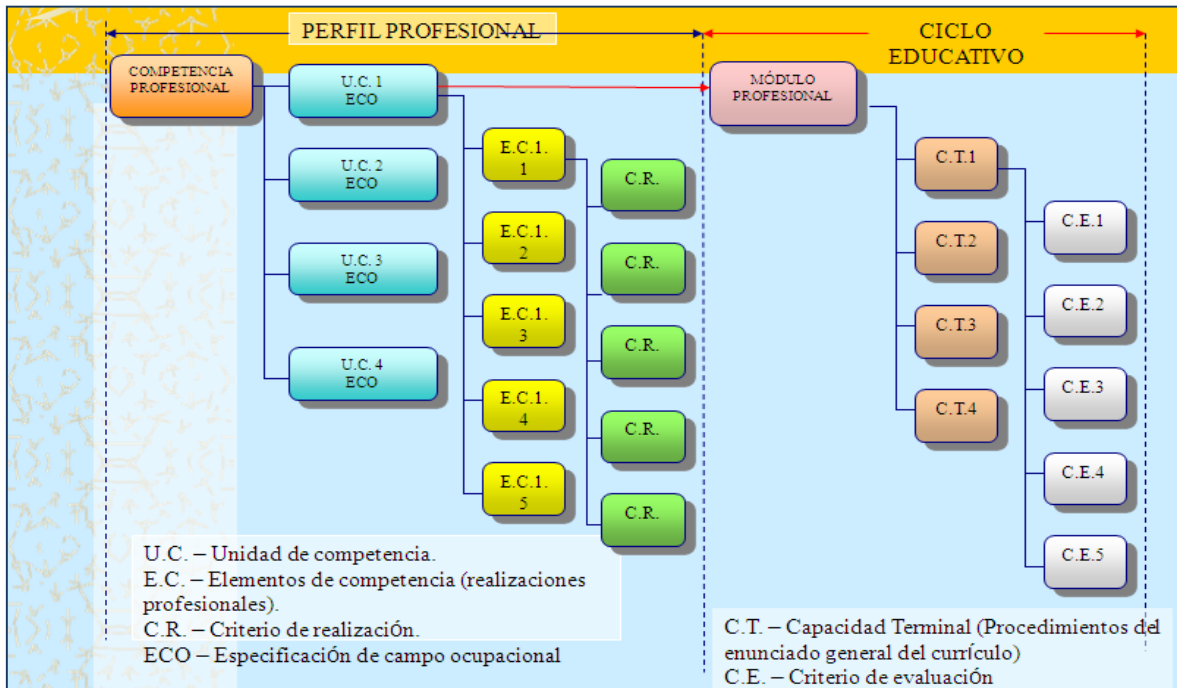 PERFIL PROFESIONAL
CICLO
EDUCATIVO
COMPETENCIA
PROFESIONAL
U.C. 1
ECO
U.C.2
ECO
U.C. 3
ECO
U.C. 4
ECO
E.C.1.
1
E.C.1.
2
E.C.1.
3
E.C.1.
4
E.C.1.
5
C.R.
C.R.
C.R.
C.R.
C.R.
MÓDULO
PROFESIONAL
C.T.1
C.T.2
C.T.3
C.T.4
C.E.1
C.E.2
C.E.3
C.E.4
C.E.5
U.C. – Unidad de competencia.
E.C. – Elementos de competencia (realizaciones
profesionales).
C.R. – Criterio de realización.
ECO – Especificación de campo ocupacional
C.T. – Capacidad Terminal (Procedimientos del
enunciado general del currículo)
C.E. – Criterio de evaluación